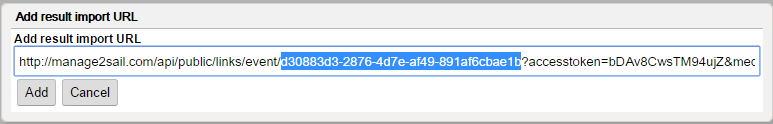 Add result import URL
Add result import URL
http://manage2sail.com/api/public/links/event/d30883d3-2876-4d7e-af49-891af6cbae1b?accesstoken=bDAv8CwsTM94ujZ&med
Add Cancel